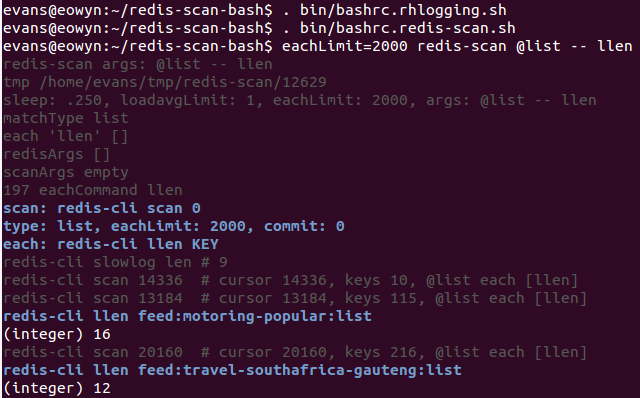 evans@eowyn:~/redis-scan-bash$ . bin/bashrc.rhlogging.sh
evans@eowyn:~/redis-scan-bash$ . bin/bashrc.redis-scan.sh
evans@eowyn:~/redis-scan-bash$ eachLimit=2000 redis-scan @list -- llen
redis-scan args: @list -- llen
tmp /home/evans/tmp/redis-scan/12629
sleep: .250, loadavgLimit: 1, eachLimit: 2000, args: @list -- llen
matchType list
each 'llen' []
redisArgs []
scanArgs empty
197 eachCommand llen
scan: redis-cli scan 0
type: list, eachLimit: 2000, commit: 0
each: redis-cli llen KEY
redis-cli slowlog len # 9
redis-cli scan 14336  # cursor 14336, keys 10, @list each [llen]
redis-cli scan 13184  # cursor 13184, keys 115, @list each [llen]
redis-cli llen feed:motoring-popular:list
(integer) 16
redis-cli scan 20160  # cursor 20160, keys 216, @list each [llen]
redis-cli llen feed:travel-southafrica-gauteng:list
(integer) 12